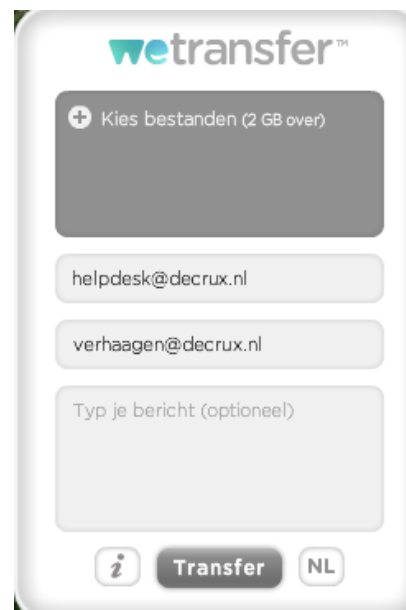 wetransfer™
Kies bestanden (2 GB over)
helpdesk@decrux.nl
verhaagen@decrux.nl
Typ je bericht (optioneel)
i Transfer NL